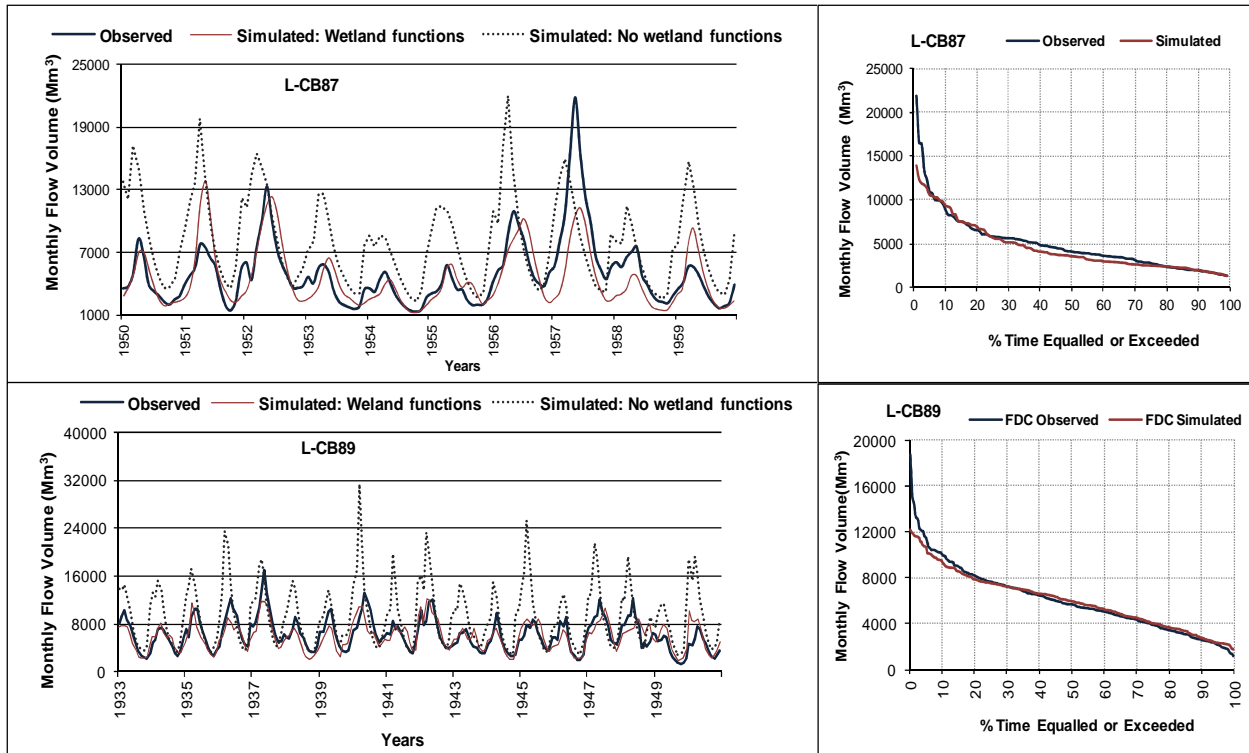 Observed Simulated: Wetland functions Simulated: No wetland functions
L-CB87
Monthly Flow Volume (Mm³)
25000
19000
13000
7000
1000
1950 1951 1952 1953 1954 1955 1956 1957 1958 1959
Years
L-CB87
Observed Simulated
Monthly Flow Volume (Mm³)
25000
20000
15000
10000
5000
0
0 10 20 30 40 50 60 70 80 90 100
% Time Equalled or Exceeded
Observed Simulated: Weland functions Simulated: No wetland functions
L-CB89
Monthly Flow Volume (Mm³)
40000
32000
24000
16000
8000
0
1933 1935 1937 1939 1941 1943 1945 1947 1949
Years
L-CB89
FDC Observed FDC Simulated
Monthly Flow Volume(Mm³)
20000
16000
12000
8000
4000
0
0 10 20 30 40 50 60 70 80 90 100
% Time Equalled or Exceeded